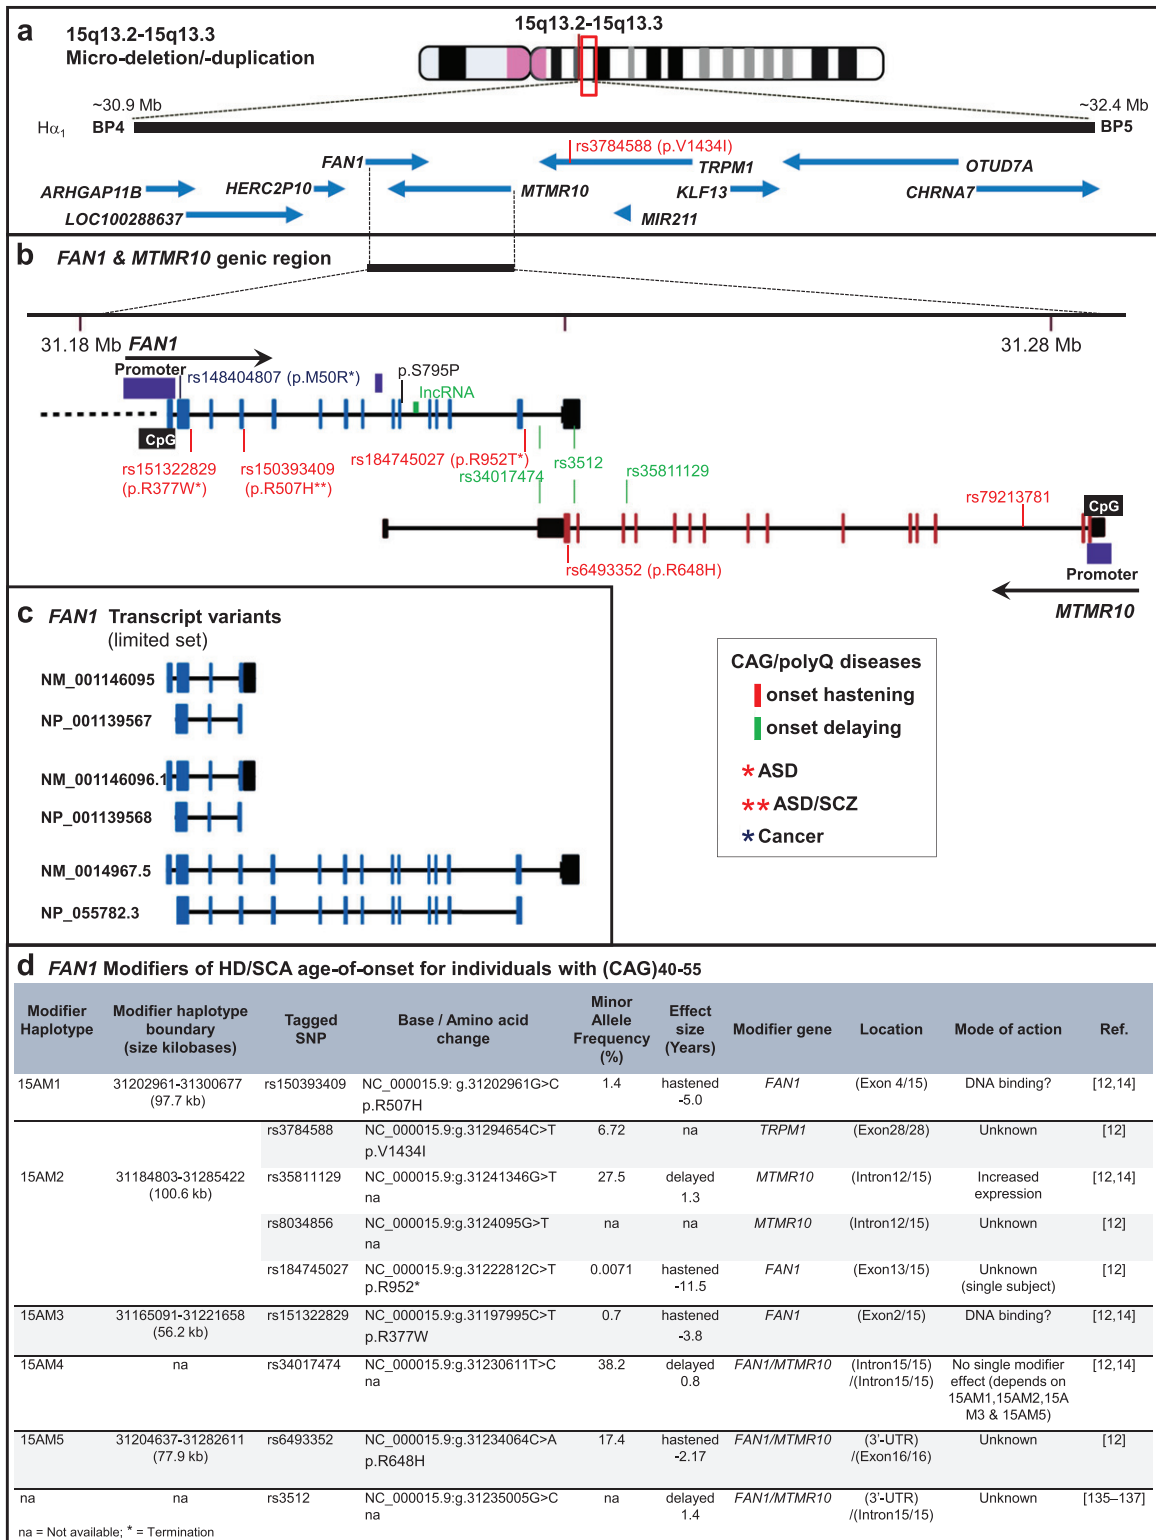 a
15q13.2-15q13.3
Micro-deletion/-duplication
15q13.2-15q13.3
~30.9 Mb
~32.4 Mb
Hα1
BP4
BP5
rs3784588 (p.V1434I)
FAN1
TRPM1
OTUD7A
ARHGAP11B
HERC2P10
MTMR10
KLF13
CHRNA7
LOC100288637
MIR211
b FAN1 & MTMR10 genic region
31.18 Mb
31.28 Mb
FAN1
Promoter
rs148404807 (p.M50R*)
p.S795P
lncRNA
CpG
rs151322829
(p.R377W*)
rs150393409
(p.R507H**)
rs184745027 (p.R952T*)
rs34017474
rs3512
rs35811129
rs79213781
CpG
rs6493352 (p.R648H)
Promoter
MTMR10
c FAN1 Transcript variants
(limited set)
NM_001146095
NP_001139567
NM_001146096.1
NP_001139568
NM_0014967.5
NP_055782.3
CAG/polyQ diseases
onset hastening
onset delaying
* ASD
** ASD/SCZ
* Cancer
d FAN1 Modifiers of HD/SCA age-of-onset for individuals with (CAG)40-55
Modifier Haplotype | Modifier haplotype boundary (size kilobases) | Tagged SNP | Base / Amino acid change | Minor Allele Frequency (%) | Effect size (Years) | Modifier gene | Location | Mode of action | Ref.
15AM1 31202961-31300677 (97.7 kb) rs150393409 NC_000015.9: g.31202961G>C p.R507H 1.4 hastened -5.0 FAN1 (Exon 4/15) DNA binding? [12,14]
rs3784588 NC_000015.9:g.31294654C>T p.V1434I 6.72 na TRPM1 (Exon28/28) Unknown [12]
15AM2 31184803-31285422 (100.6 kb) rs35811129 NC_000015.9:g.31241346G>T na 27.5 delayed 1.3 MTMR10 (Intron12/15) Increased expression [12,14]
rs8034856 NC_000015.9:g.3124095G>T na na na MTMR10 (Intron12/15) Unknown [12]
rs184745027 NC_000015.9:g.31222812C>T p.R952* 0.0071 hastened -11.5 FAN1 (Exon13/15) Unknown (single subject) [12]
15AM3 31165091-31221658 (56.2 kb) rs151322829 NC_000015.9:g.31197995C>T p.R377W 0.7 hastened -3.8 FAN1 (Exon2/15) DNA binding? [12,14]
15AM4 na rs34017474 NC_000015.9:g.31230611T>C na 38.2 delayed 0.8 FAN1/MTMR10 (Intron15/15) /(Intron15/15) No single modifier effect (depends on 15AM1,15AM2,15A M3 & 15AM5) [12,14]
15AM5 31204637-31282611 (77.9 kb) rs6493352 NC_000015.9:g.31234064C>A p.R648H 17.4 hastened -2.17 FAN1/MTMR10 (3'-UTR) /(Exon16/16) Unknown [12]
na na rs3512 NC_000015.9:g.31235005G>C na na delayed 1.4 FAN1/MTMR10 (3'-UTR) /(Intron15/15) Unknown [135–137]
na = Not available; * = Termination